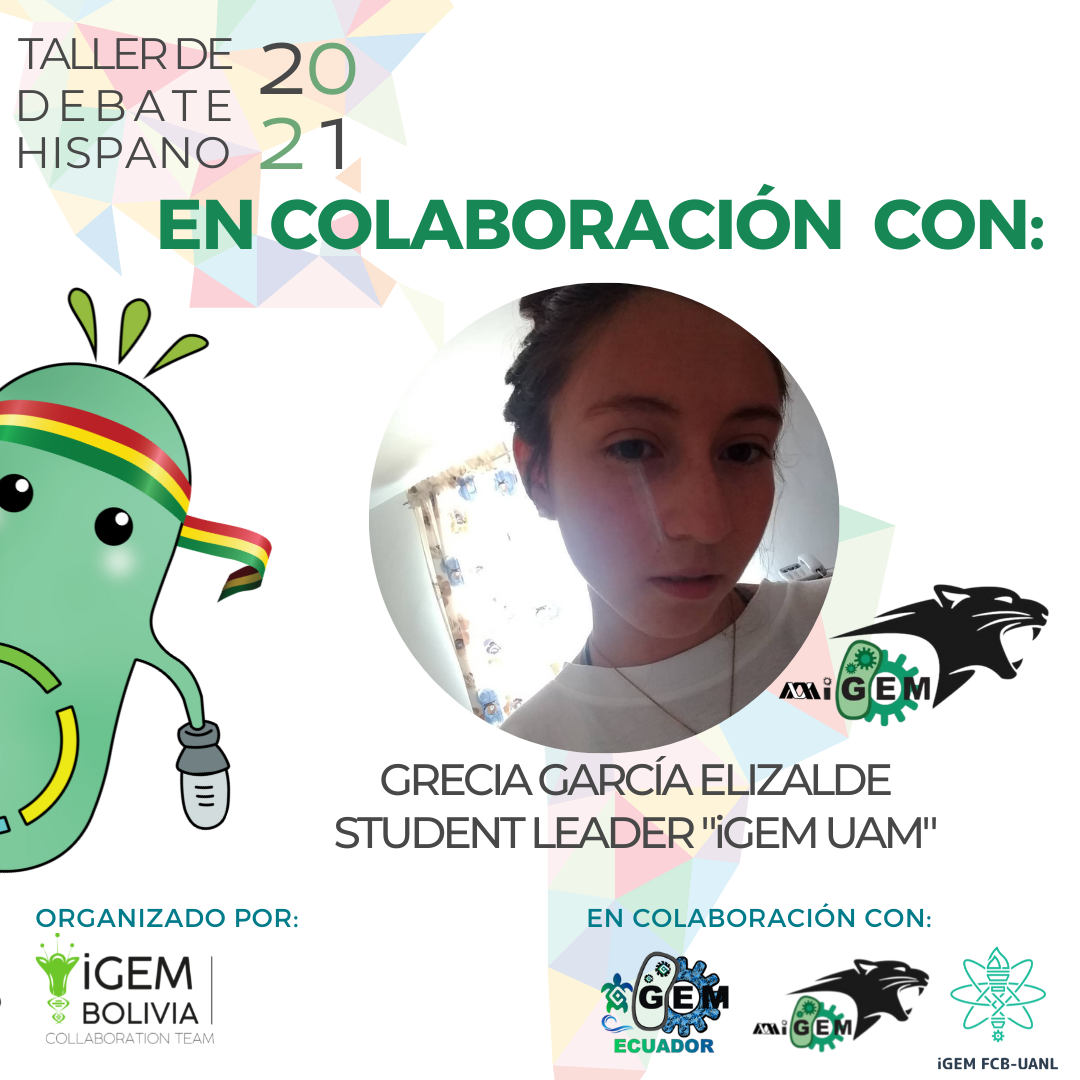 TALLER DE
DEBATE
HISPANO
20
21
EN COLABORACIÓN CON:
iGEM
GRECIA GARCÍA ELIZALDE
STUDENT LEADER "iGEM UAM"
ORGANIZADO POR:
EN COLABORACIÓN CON:
iGEM
BOLIVIA
COLLABORATION TEAM
iGEM
ECUADOR
iGEM
iGEM FCB-UANL